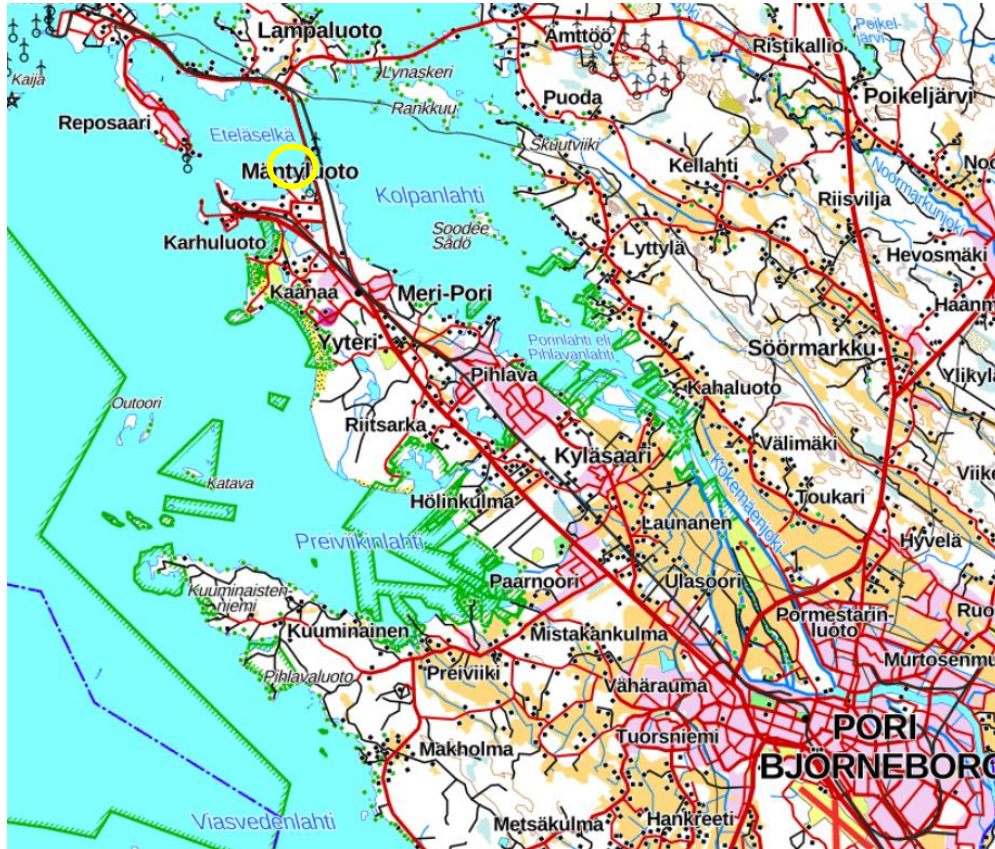 Lampaluoto
Ämttöö
Ristikallio
Poikel-
järvi
Kaija
Lynaskeri
Rankkuu
Puoda
Poikeljärvi
Reposaari
Eteläselkä
Skuutviiki
Kellahti
Noormarkunjoki
Mäntyluoto
Kolpanlahti
Riisvilja
Karhuluoto
Soodee
Sådö
Lyttylä
Hevosmäki
Kaanaa
Meri-Pori
Yyteri
Porinlahti eli
Pihlavanlahti
Söörmarkku
Pihlava
Kahaluoto
Outoori
Riitsarka
Välimäki
Kyläsaari
Katava
Hölinkulma
Kokemäenjoki
Toukari
Launanen
Preiviikinlahti
Hyvelä
Kuuminaisten-
niemi
Paarnoori
Ulasoori
Pormestarin-
luoto
Kuuminainen
Mistakankulma
Pihlavaluoto
Preiviiki
Vähärauma
Tuorsniemi
PORI
Makholma
BJÖRNEBORG
Viasvedenlahti
Metsäkulma
Hankreeti